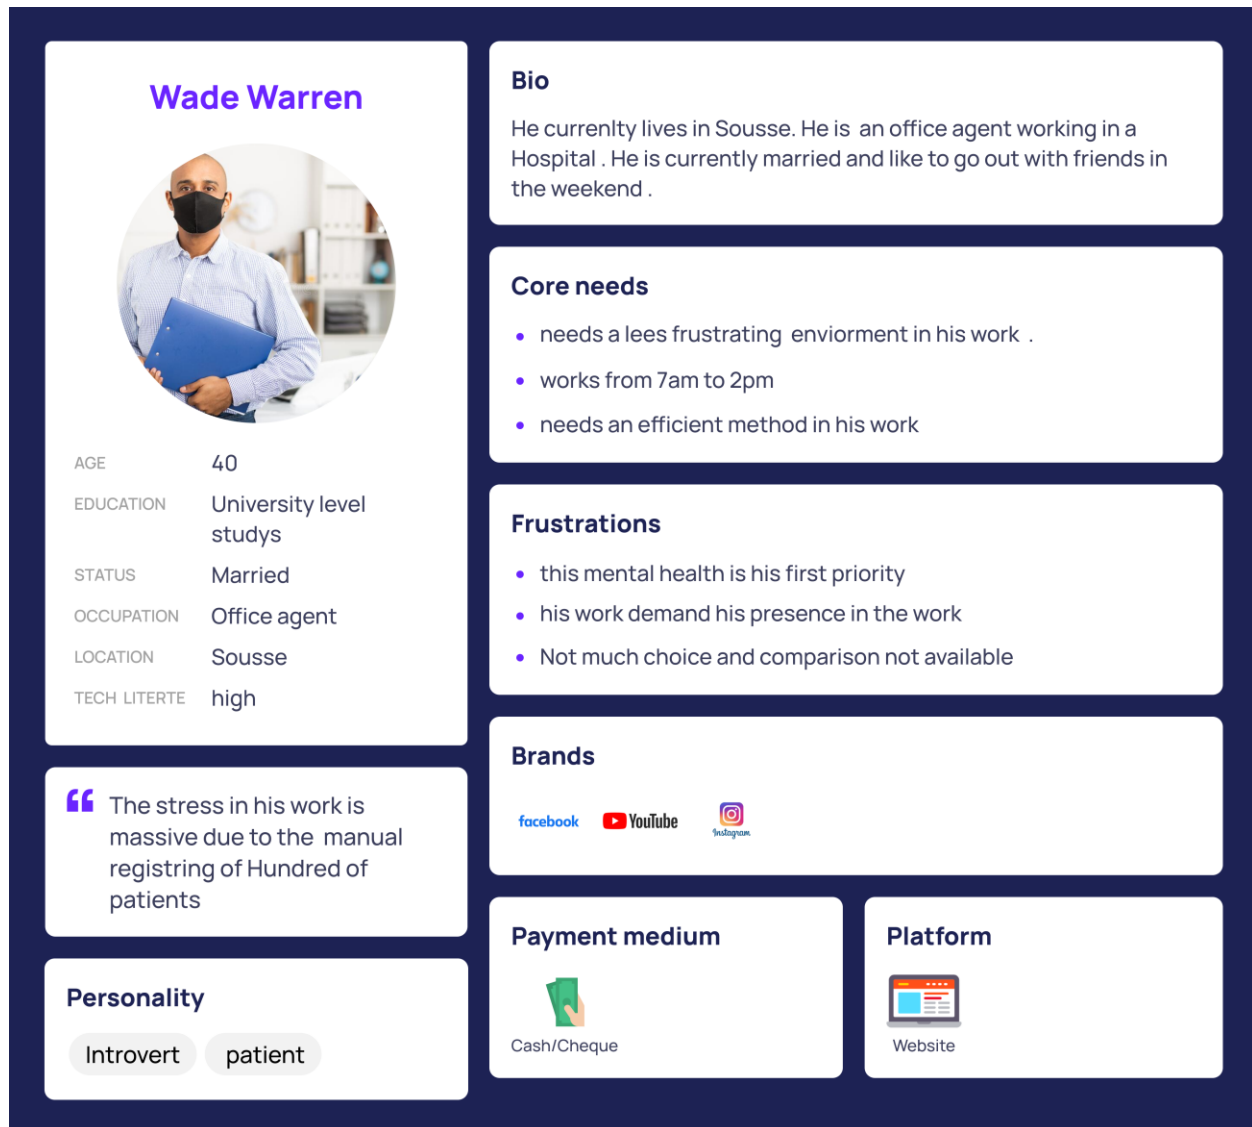 Wade Warren
AGE 40
EDUCATION University level
studys
STATUS Married
OCCUPATION Office agent
LOCATION Sousse
TECH LITERTE high
The stress in his work is
massive due to the manual
registring of Hundred of
patients
Personality
Introvert patient
Bio
He currenlty lives in Sousse. He is an office agent working in a
Hospital . He is currently married and like to go out with friends in
the weekend .
Core needs
needs a lees frustrating enviorment in his work .
works from 7am to 2pm
needs an efficient method in his work
Frustrations
this mental health is his first priority
his work demand his presence in the work
Not much choice and comparison not available
Brands
facebook YouTube Instagram
Payment medium
Cash/Cheque
Platform
Website